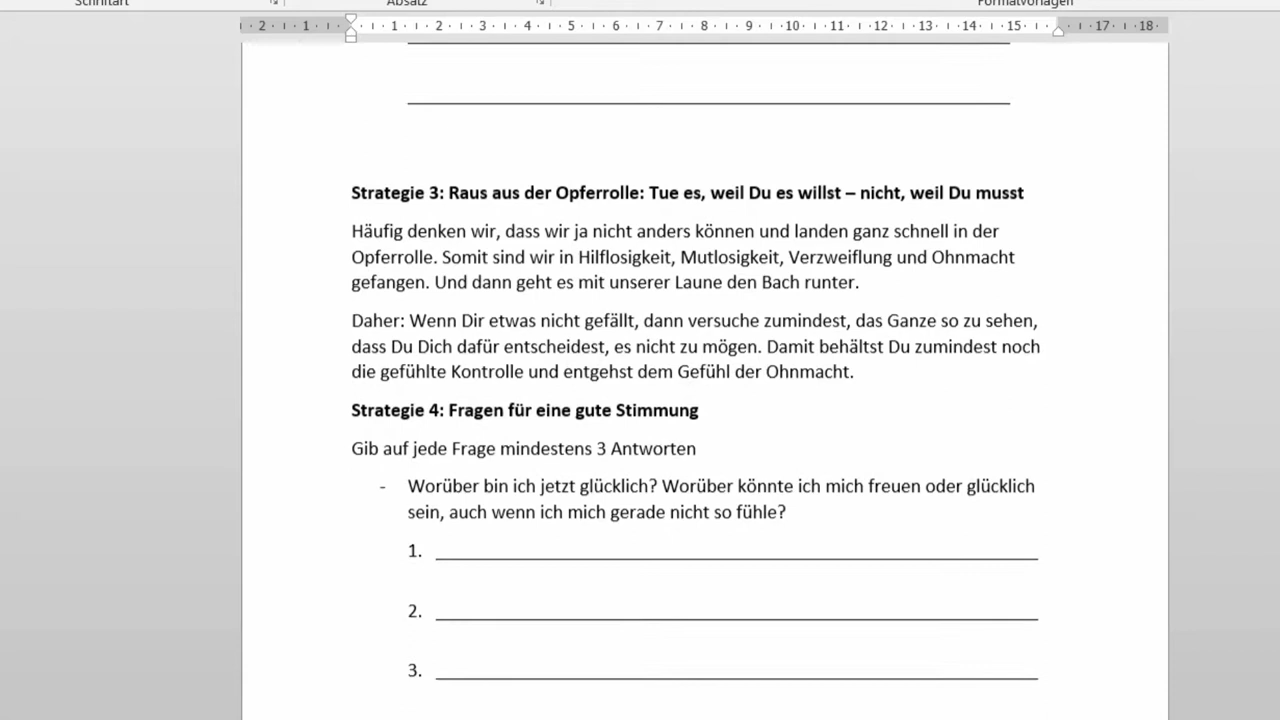 Schriftart Absatz Formatvorlagen
2 1 1 2 3 4 5 6 7 8 9 10 11 12 13 14 15 17 18
Strategie 3: Raus aus der Opferrolle: Tue es, weil Du es willst – nicht, weil Du musst
Häufig denken wir, dass wir ja nicht anders können und landen ganz schnell in der
Opferrolle. Somit sind wir in Hilflosigkeit, Mutlosigkeit, Verzweiflung und Ohnmacht
gefangen. Und dann geht es mit unserer Laune den Bach runter.
Daher: Wenn Dir etwas nicht gefällt, dann versuche zumindest, das Ganze so zu sehen,
dass Du Dich dafür entscheidest, es nicht zu mögen. Damit behältst Du zumindest noch
die gefühlte Kontrolle und entgehst dem Gefühl der Ohnmacht.
Strategie 4: Fragen für eine gute Stimmung
Gib auf jede Frage mindestens 3 Antworten
- Worüber bin ich jetzt glücklich? Worüber könnte ich mich freuen oder glücklich
sein, auch wenn ich mich gerade nicht so fühle?
1.
2.
3.